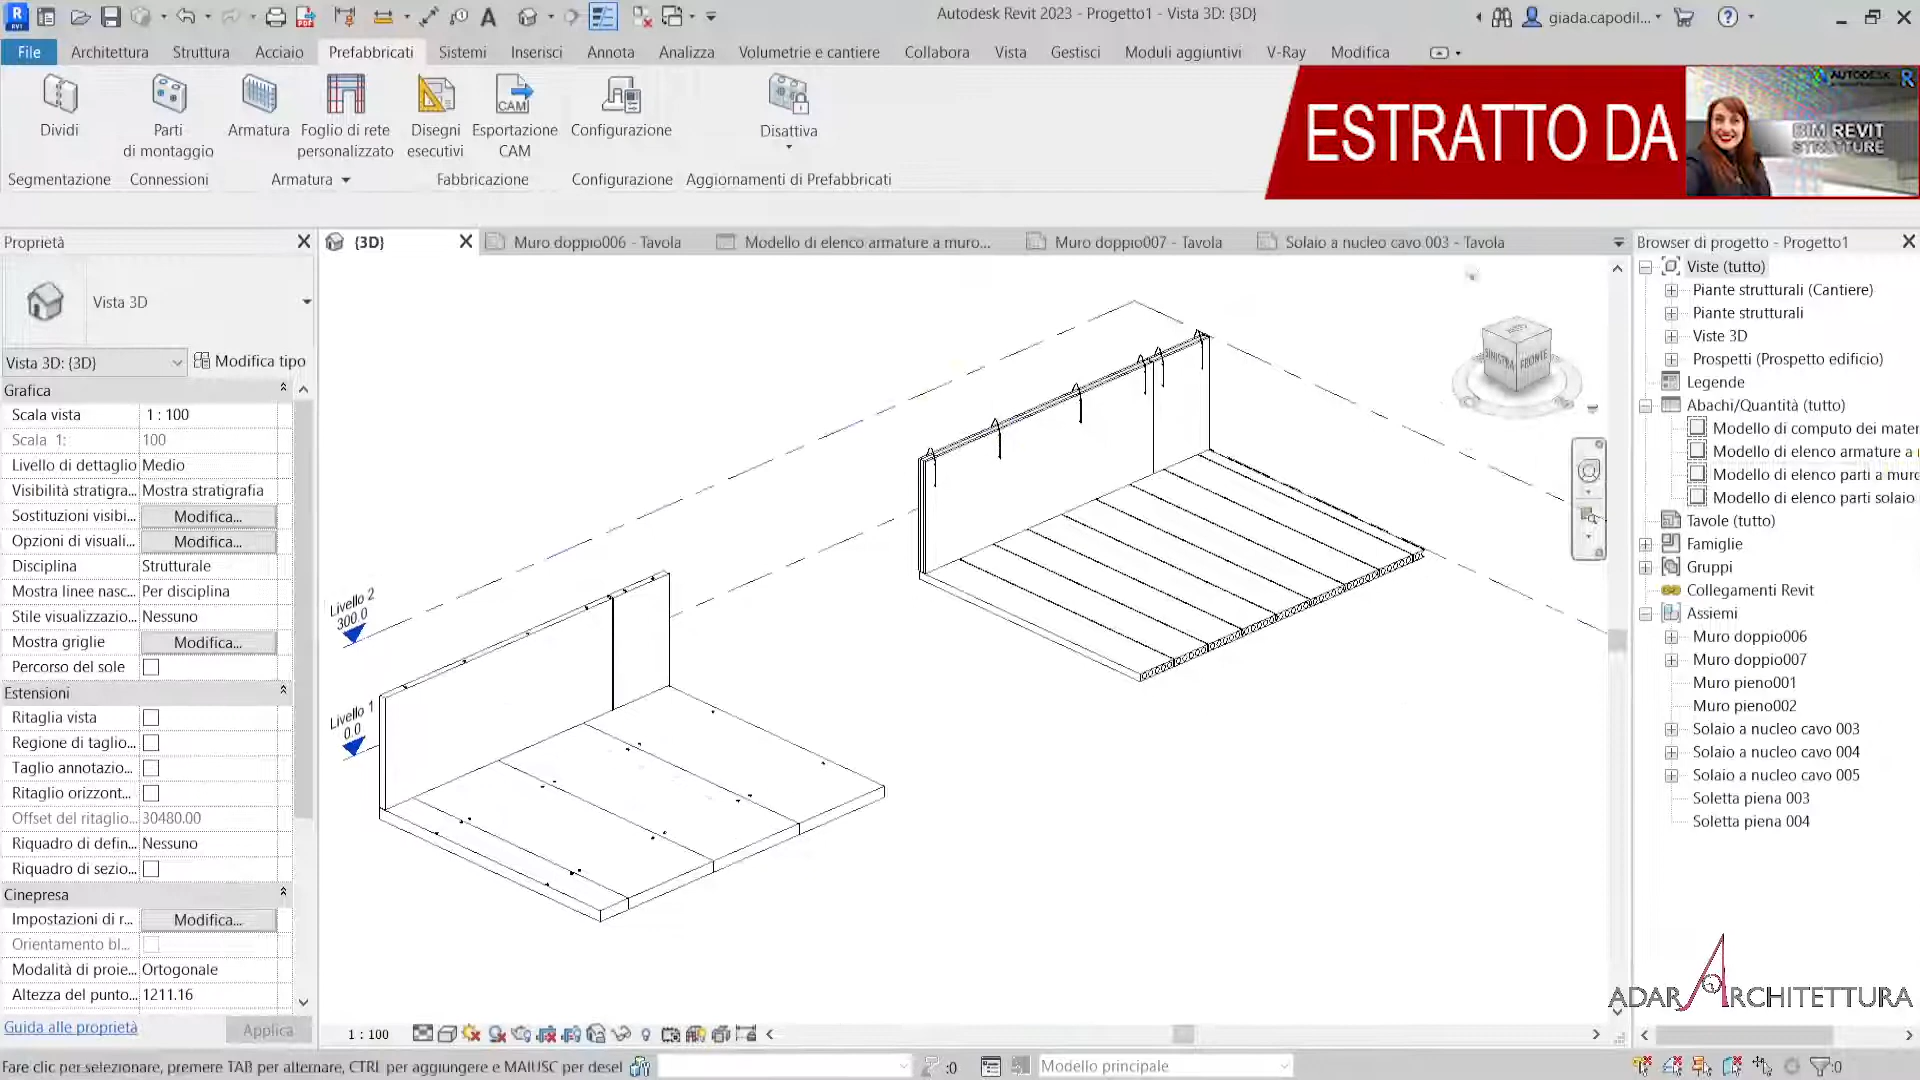 Autodesk Revit 2023 - Progetto1 - Vista 3D: {3D}
giada.capodil...
File
Architettura
Struttura
Acciaio
Prefabbricati
Sistemi
Inserisci
Annota
Analizza
Volumetrie e cantiere
Collabora
Vista
Gestisci
Moduli aggiuntivi
V-Ray
Modifica
Dividi
Parti
di montaggio
Armatura
Foglio di rete
personalizzato
Disegni
esecutivi
CAM
Esportazione
CAM
Configurazione
Disattiva
Segmentazione
Connessioni
Armatura
Fabbricazione
Configurazione
Aggiornamenti di Prefabbricati
ESTRATTO DA
AUTODESK
BIM REVIT
STRUTTURE
Proprietà
{3D}
Muro doppio006 - Tavola
Modello di elenco armature a muro...
Muro doppio007 - Tavola
Solaio a nucleo cavo 003 - Tavola
Vista 3D
Vista 3D: {3D}
Modifica tipo
Grafica
Scala vista 1 : 100
Scala 1: 100
Livello di dettaglio Medio
Visibilità stratigra... Mostra stratigrafia
Sostituzioni visibi... Modifica...
Opzioni di visuali... Modifica...
Disciplina Strutturale
Mostra linee nasc... Per disciplina
Stile visualizzazio... Nessuno
Mostra griglie Modifica...
Percorso del sole
Estensioni
Ritaglia vista
Regione di taglio...
Taglio annotazio...
Ritaglio orizzont...
Offset del ritaglio... 30480.00
Riquadro di defin... Nessuno
Riquadro di sezio...
Cinepresa
Impostazioni di r... Modifica...
Orientamento bl...
Modalità di proie... Ortogonale
Altezza del punto... 1211.16
Guida alle proprietà
Applica
Livello 2
300.0
Livello 1
0.0
SINISTRA
FRONTE
Browser di progetto - Progetto1
Viste (tutto)
Piante strutturali (Cantiere)
Piante strutturali
Viste 3D
Prospetti (Prospetto edificio)
Legende
Abachi/Quantità (tutto)
Modello di computo dei mater
Modello di elenco armature a
Modello di elenco parti a muro
Modello di elenco parti solaio
Tavole (tutto)
Famiglie
Gruppi
Collegamenti Revit
Assiemi
Muro doppio006
Muro doppio007
Muro pieno001
Muro pieno002
Solaio a nucleo cavo 003
Solaio a nucleo cavo 004
Solaio a nucleo cavo 005
Soletta piena 003
Soletta piena 004
ADARARCHITETTURA
1 : 100
Fare clic per selezionare, premere TAB per alternare, CTRL per aggiungere e MAIUSC per desel
:0
Modello principale
:0